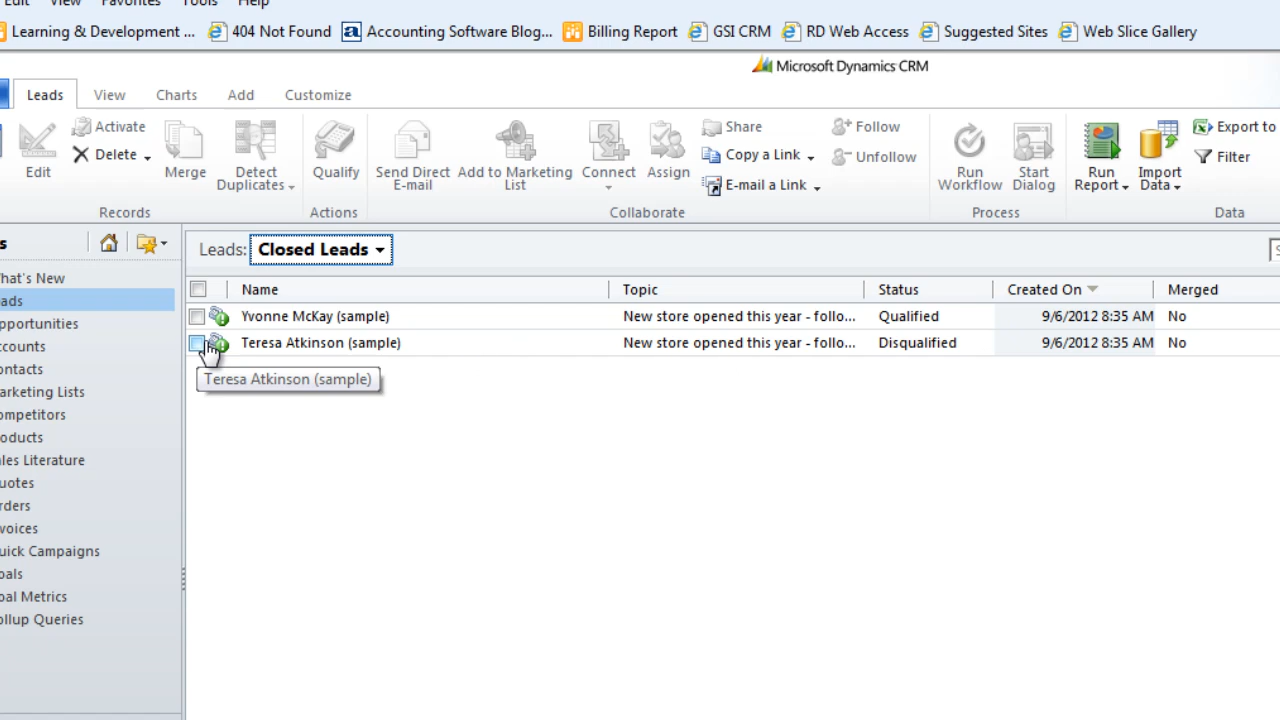 Edit View Favorites Tools Help
Learning & Development ... 404 Not Found Accounting Software Blog... Billing Report GSI CRM RD Web Access Suggested Sites Web Slice Gallery
Microsoft Dynamics CRM
Leads View Charts Add Customize
Edit
Activate
Delete
Merge
Detect
Duplicates
Records
Qualify
Actions
Send Direct
E-mail
Add to Marketing
List
Connect
Assign
Share
Copy a Link
E-mail a Link
Collaborate
Follow
Unfollow
Run
Workflow
Start
Dialog
Process
Run
Report
Import
Data
Export to
Filter
Data
s
hat's New
ads
pportunities
counts
ontacts
arketing Lists
ompetitors
oducts
les Literature
uotes
rders
voices
uick Campaigns
oals
oal Metrics
ollup Queries
Leads: Closed Leads
Name Topic Status Created On Merged
Yvonne McKay (sample) New store opened this year - follo... Qualified 9/6/2012 8:35 AM No
Teresa Atkinson (sample) New store opened this year - follo... Disqualified 9/6/2012 8:35 AM No
Teresa Atkinson (sample)